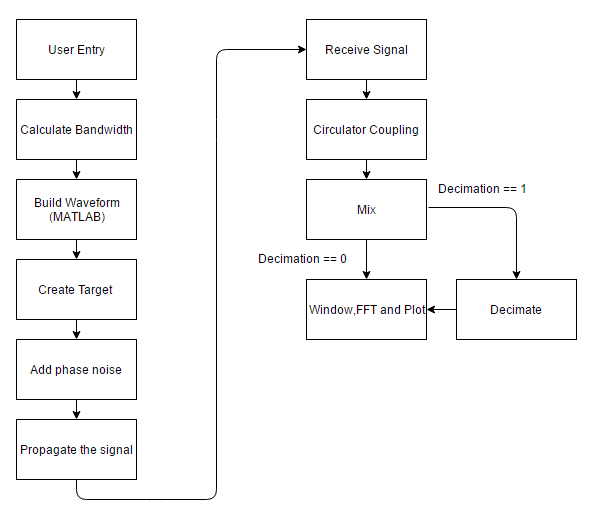 User Entry
Calculate Bandwidth
Build Waveform
(MATLAB)
Create Target
Add phase noise
Propagate the signal
Receive Signal
Circulator Coupling
Mix
Decimation == 1
Decimation == 0
Window,FFT and Plot
Decimate